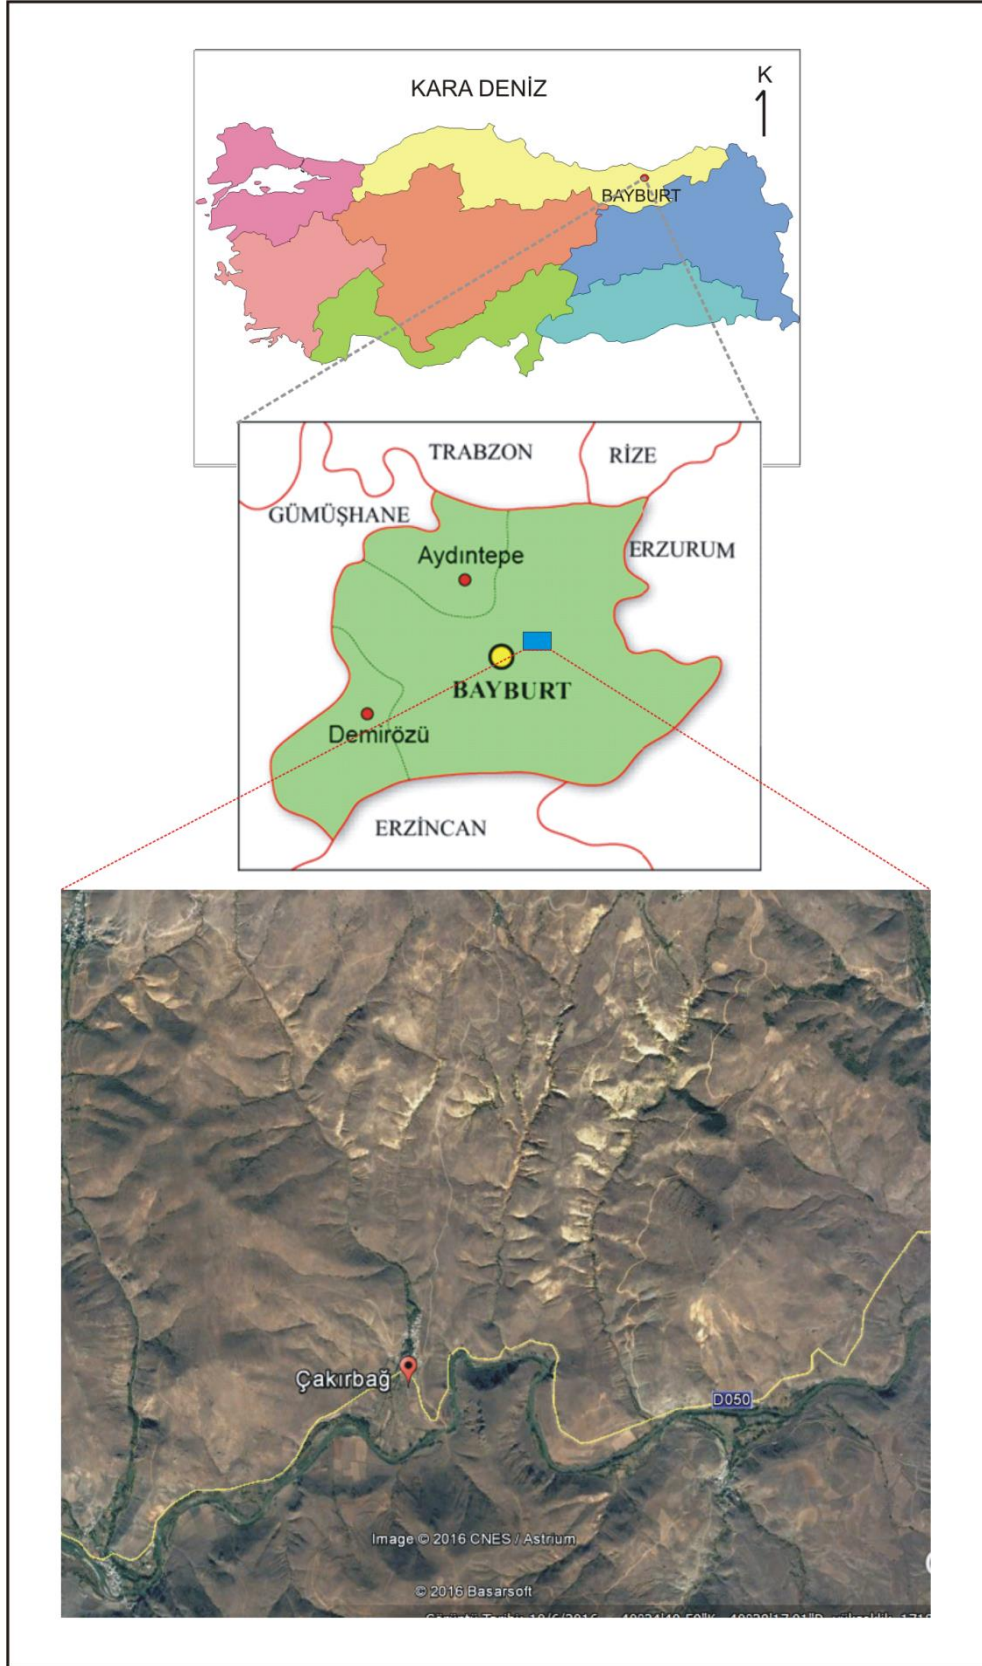 KARA DENİZ
K
BAYBURT
TRABZON
RİZE
GÜMÜŞHANE
ERZURUM
Aydıntepe
BAYBURT
Demirözü
ERZİNCAN
Çakırbağ
D050
Image © 2016 CNES / Astrium
© 2016 Basarsoft